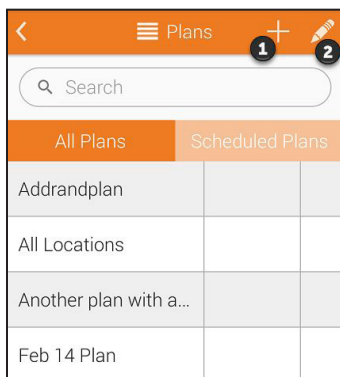 Plans
1
2
Search
All Plans Scheduled Plans
Addrandplan
All Locations
Another plan with a...
Feb 14 Plan